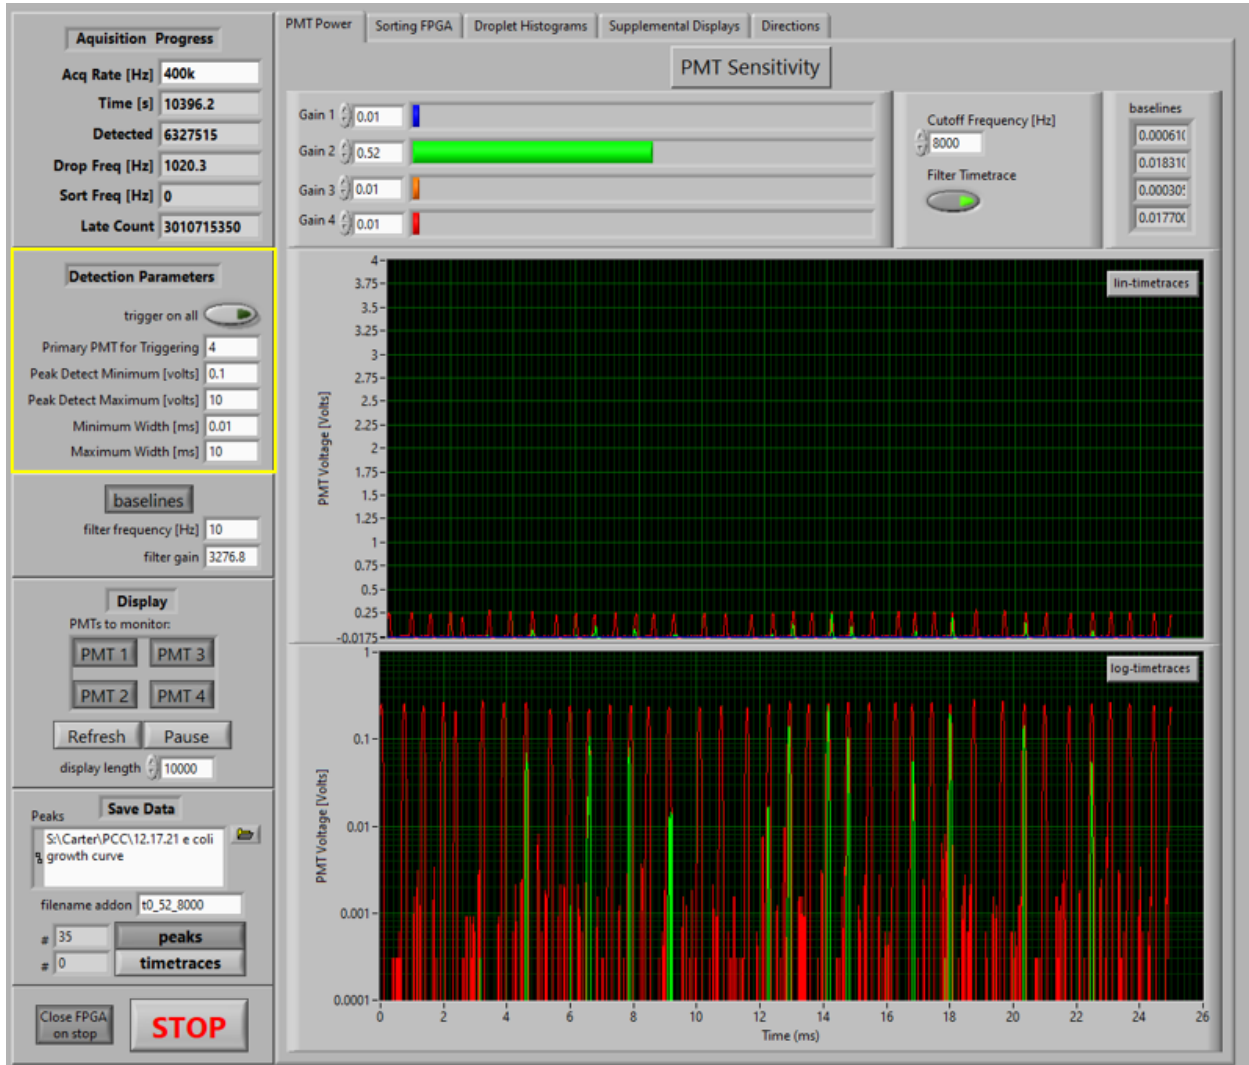 PMT Power
Sorting FPGA
Droplet Histograms
Supplemental Displays
Directions
Aquisition Progress
Acq Rate [Hz] 400k
Time [s] 10396.2
Detected 6327515
Drop Freq [Hz] 1020.3
Sort Freq [Hz] 0
Late Count 3010715350
Detection Parameters
trigger on all
Primary PMT for Triggering 4
Peak Detect Minimum [volts] 0.1
Peak Detect Maximum [volts] 10
Minimum Width [ms] 0.01
Maximum Width [ms] 10
baselines
filter frequency [Hz] 10
filter gain 3276.8
Display
PMTs to monitor:
PMT 1 PMT 3
PMT 2 PMT 4
Refresh Pause
display length 10000
Save Data
Peaks
S:\Carter\PCC\12.17.21 e coli
growth curve
filename addon t0_52_8000
# 35 peaks
# 0 timetraces
Close FPGA
on stop
STOP
PMT Sensitivity
Gain 1 0.01
Gain 2 0.52
Gain 3 0.01
Gain 4 0.01
Cutoff Frequency [Hz]
8000
Filter Timetrace
baselines
0.00061
0.01831
0.00030
0.01770
lin-timetraces
PMT Voltage [Volts]
4
3.75
3.5
3.25
3
2.75
2.5
2.25
2
1.75
1.5
1.25
1
0.75
0.5
0.25
-0.0175
log-timetraces
PMT Voltage [Volts]
1
0.1
0.01
0.001
0.0001
0 2 4 6 8 10 12 14 16 18 20 22 24 26
Time (ms)